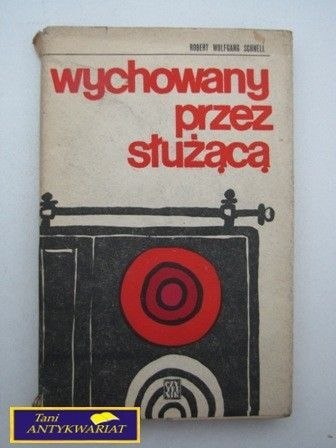 ROBERT WOLFGANG SCHNELL
wychowany
przez
służącą
Tani
ANTYKWARIAT